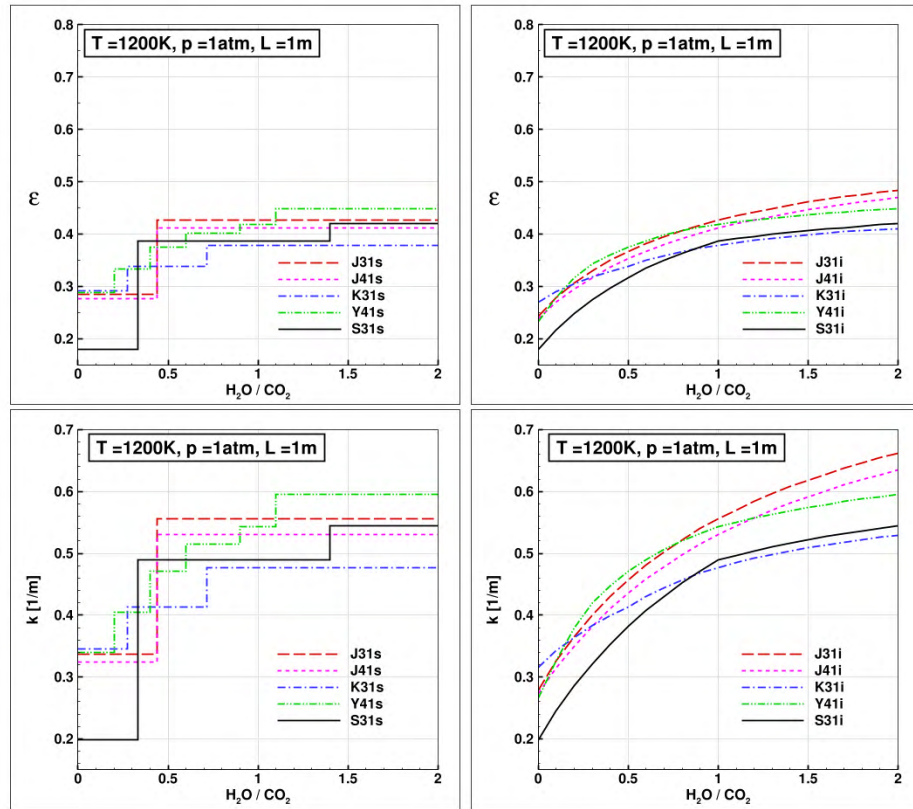 T =1200K, p =1atm, L =1m
0.8
0.7
0.6
0.5
0.4
0.3
0.2
ε
J31s
J41s
K31s
Y41s
S31s
0 0.5 1 1.5 2
H₂O / CO₂
T =1200K, p =1atm, L =1m
0.8
0.7
0.6
0.5
0.4
0.3
0.2
ε
J31i
J41i
K31i
Y41i
S31i
0 0.5 1 1.5 2
H₂O / CO₂
T =1200K, p =1atm, L =1m
0.7
0.6
0.5
0.4
0.3
0.2
k [1/m]
J31s
J41s
K31s
Y41s
S31s
0 0.5 1 1.5 2
H₂O / CO₂
T =1200K, p =1atm, L =1m
0.7
0.6
0.5
0.4
0.3
0.2
k [1/m]
J31i
J41i
K31i
Y41i
S31i
0 0.5 1 1.5 2
H₂O / CO₂